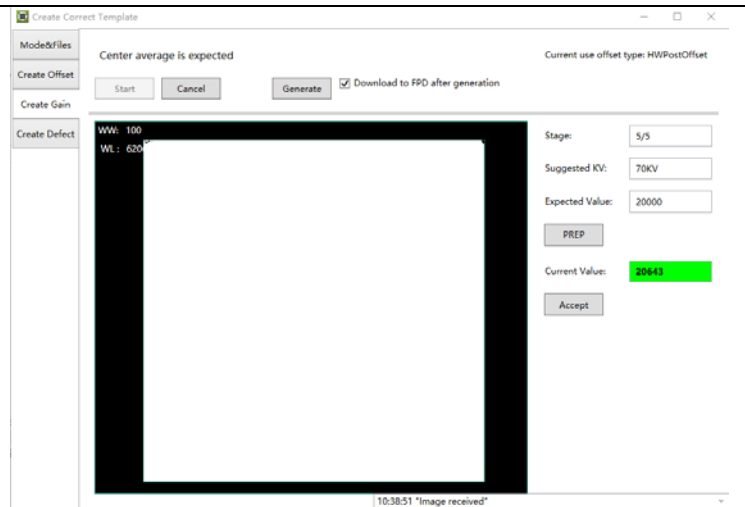 Create Correct Template
Mode&Files
Create Offset
Create Gain
Create Defect
Center average is expected
Current use offset type: HWPostOffset
Start
Cancel
Generate
Download to FPD after generation
WW: 100
WL: 620
Stage:
5/5
Suggested KV:
70KV
Expected Value:
20000
PREP
Current Value:
20643
Accept
10:38:51 "Image received"